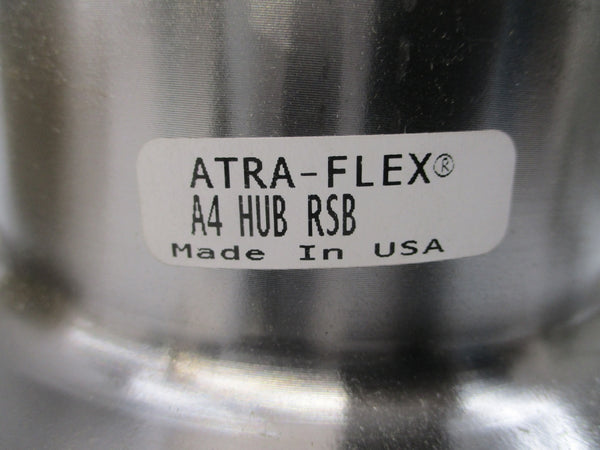 ATRA-FLEX®
A4 HUB RSB
Made In USA